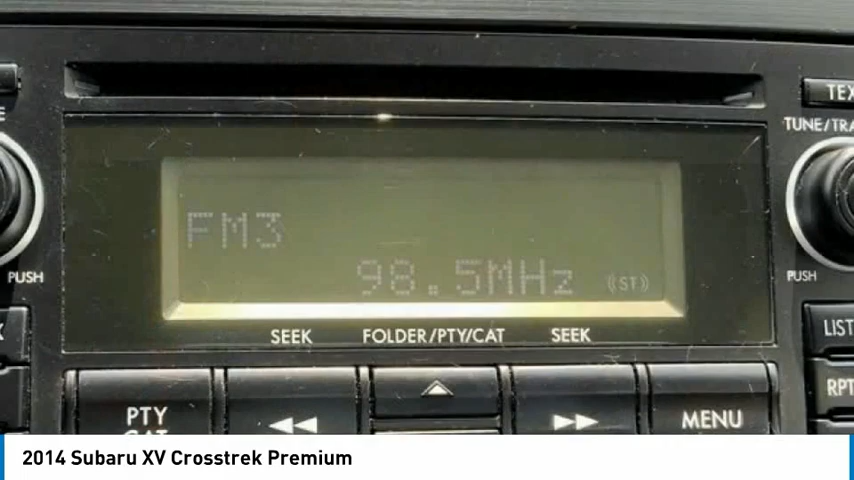 TEX
TUNE/TRA
FM3
98.5MHz ((ST))
PUSH
PUSH
SEEK FOLDER/PTY/CAT SEEK
LIST
RPT
PTY
CAT
MENU
2014 Subaru XV Crosstrek Premium